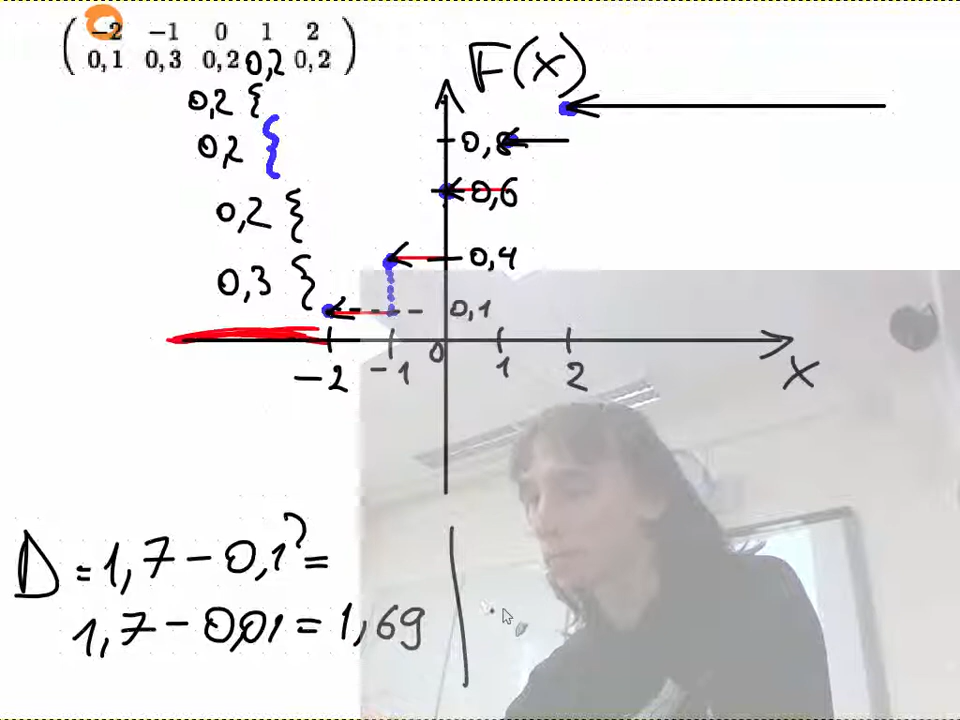 −2 −1 0 1 2
0,1 0,3 0,2 0,2 0,2
F(x)
0,2 {
0,2 {
0,8
0,6
0,2 {
0,4
0,3 {
0,1
0
-2 -1 1 2 x
D = 1,7 - 0,1² =
1,7 - 0,01 = 1,69